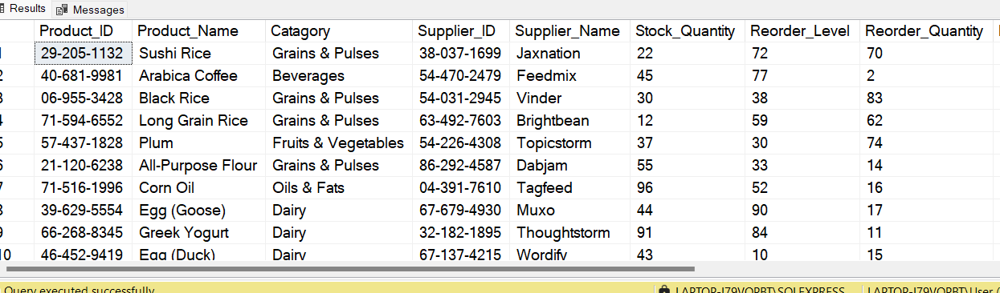 Results Messages
Product_ID Product_Name Catagory Supplier_ID Supplier_Name Stock_Quantity Reorder_Level Reorder_Quantity
1 29-205-1132 Sushi Rice Grains & Pulses 38-037-1699 Jaxnation 22 72 70
2 40-681-9981 Arabica Coffee Beverages 54-470-2479 Feedmix 45 77 2
3 06-955-3428 Black Rice Grains & Pulses 54-031-2945 Vinder 30 38 83
4 71-594-6552 Long Grain Rice Grains & Pulses 63-492-7603 Brightbean 12 59 62
5 57-437-1828 Plum Fruits & Vegetables 54-226-4308 Topicstorm 37 30 74
6 21-120-6238 All-Purpose Flour Grains & Pulses 86-292-4587 Dabjam 55 33 14
7 71-516-1996 Corn Oil Oils & Fats 04-391-7610 Tagfeed 96 52 16
8 39-629-5554 Egg (Goose) Dairy 67-679-4930 Muxo 44 90 17
9 66-268-8345 Greek Yogurt Dairy 32-182-1895 Thoughtstorm 91 84 11
10 46-452-9419 Egg (Duck) Dairy 67-137-4215 Wordify 43 10 15
Query executed successfully